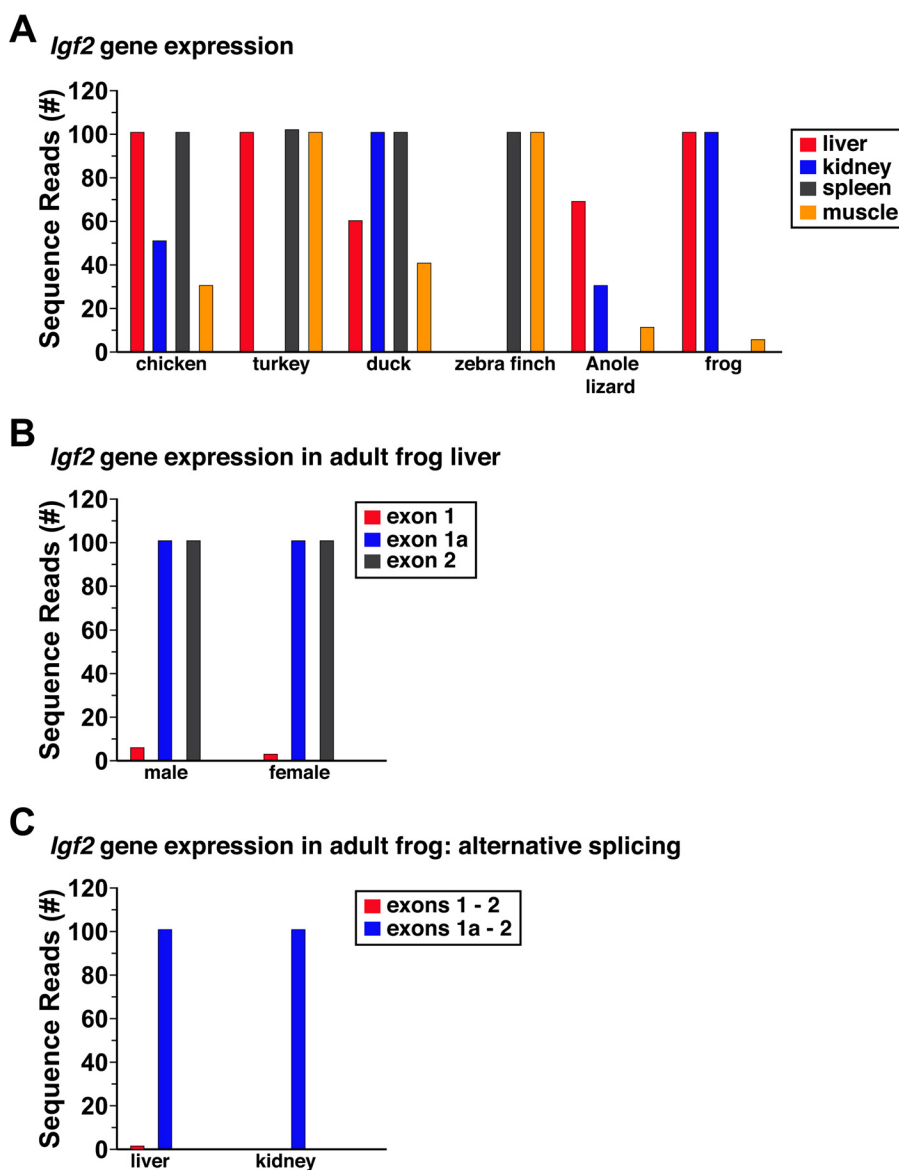 A
Igf2 gene expression
Sequence Reads (#)
120
100
80
60
40
20
0
chicken
turkey
duck
zebra finch
Anole
lizard
frog
liver
kidney
spleen
muscle
B
Igf2 gene expression in adult frog liver
Sequence Reads (#)
120
100
80
60
40
20
0
male
female
exon 1
exon 1a
exon 2
C
Igf2 gene expression in adult frog: alternative splicing
Sequence Reads (#)
120
100
80
60
40
20
0
liver
kidney
exons 1 - 2
exons 1a - 2